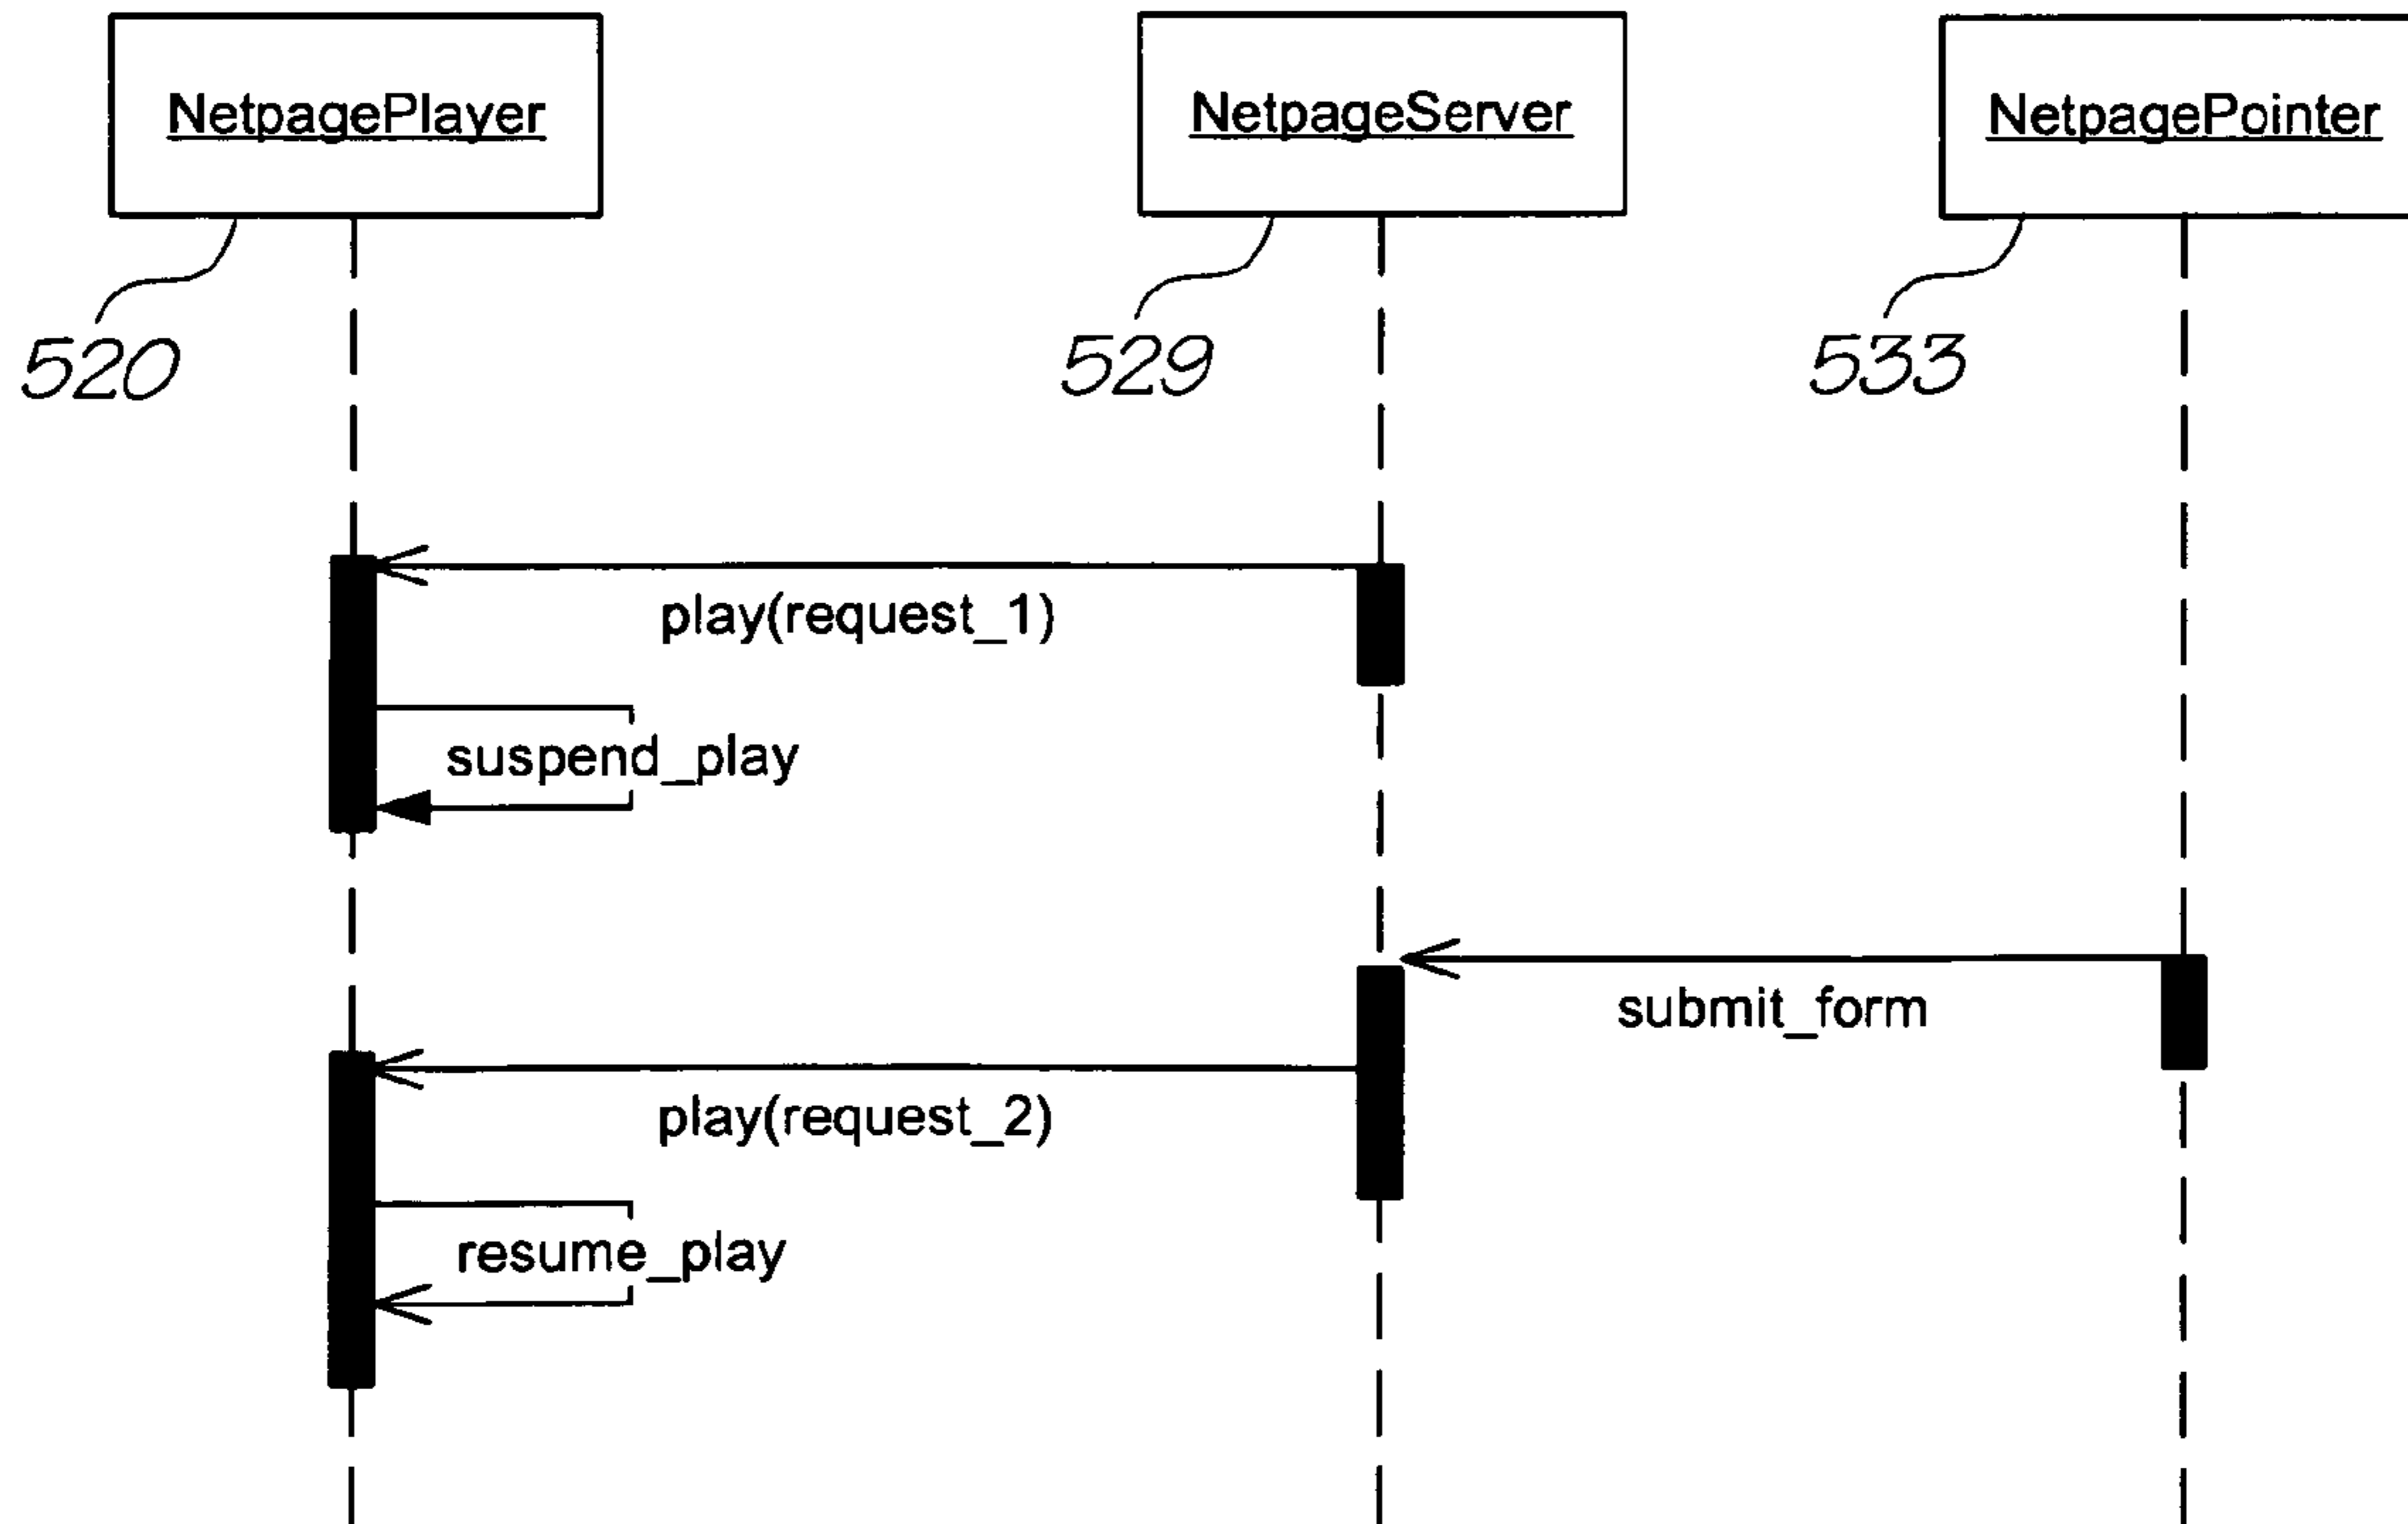 NetpagePlayer
NetpageServer
NetpagePointer
520
529
533
play(request_1)
suspend_play
submit_form
play(request_2)
resume_play